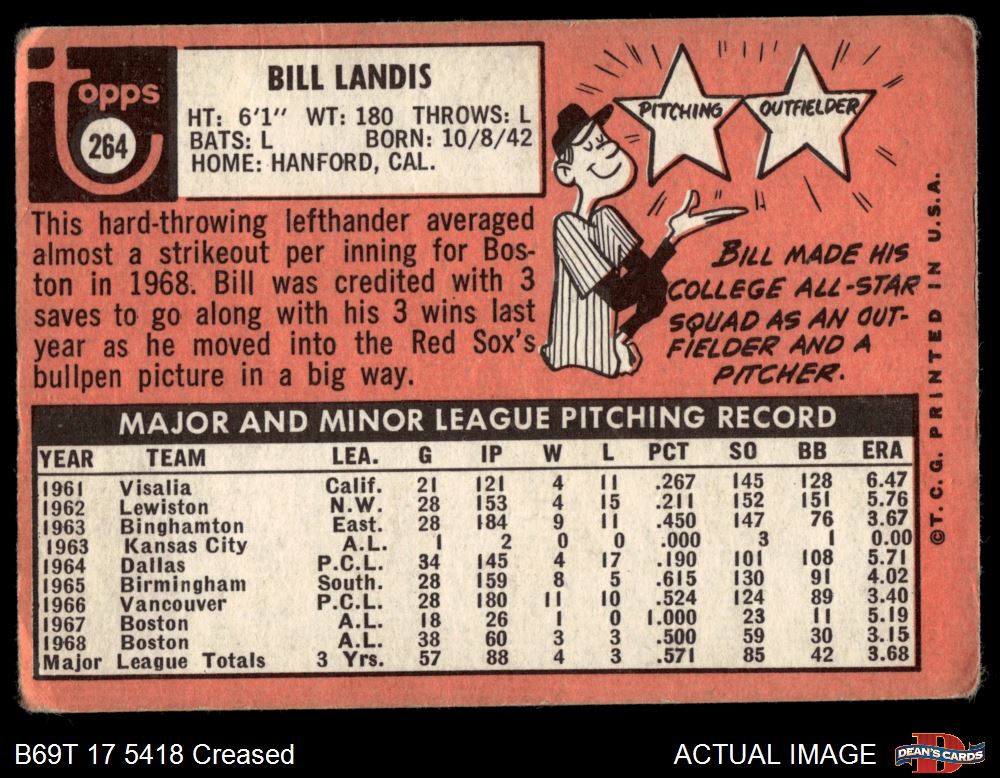 Topps
264
BILL LANDIS
HT: 6'1" WT: 180 THROWS: L
BATS: L BORN: 10/8/42
HOME: HANFORD, CAL.
This hard-throwing lefthander averaged
almost a strikeout per inning for Bos-
ton in 1968. Bill was credited with 3
saves to go along with his 3 wins last
year as he moved into the Red Sox's
bullpen picture in a big way.
PITCHING OUTFIELDER
BILL MADE HIS
COLLEGE ALL-STAR
SQUAD AS AN OUT-
FIELDER AND A
PITCHER.
©T.C.G. PRINTED IN U.S.A.
MAJOR AND MINOR LEAGUE PITCHING RECORD
YEAR TEAM LEA. G IP W L PCT SO BB ERA
1961 Visalia Calif. 21 121 4 11 .267 145 128 6.47
1962 Lewiston N.W. 28 153 4 15 .211 152 151 5.76
1963 Binghamton East. 28 184 9 11 .450 147 76 3.67
1963 Kansas City A.L. 1 2 0 0 .000 3 1 0.00
1964 Dallas P.C.L. 34 145 4 17 .190 101 108 5.71
1965 Birmingham South. 28 159 8 5 .615 130 91 4.02
1966 Vancouver P.C.L. 28 180 11 10 .524 124 89 3.40
1967 Boston A.L. 18 26 1 0 1.000 23 11 5.19
1968 Boston A.L. 38 60 3 3 .500 59 30 3.15
Major League Totals 3 Yrs. 57 88 4 3 .571 85 42 3.68
B69T 17 5418 Creased
ACTUAL IMAGE
DEAN'S CARDS